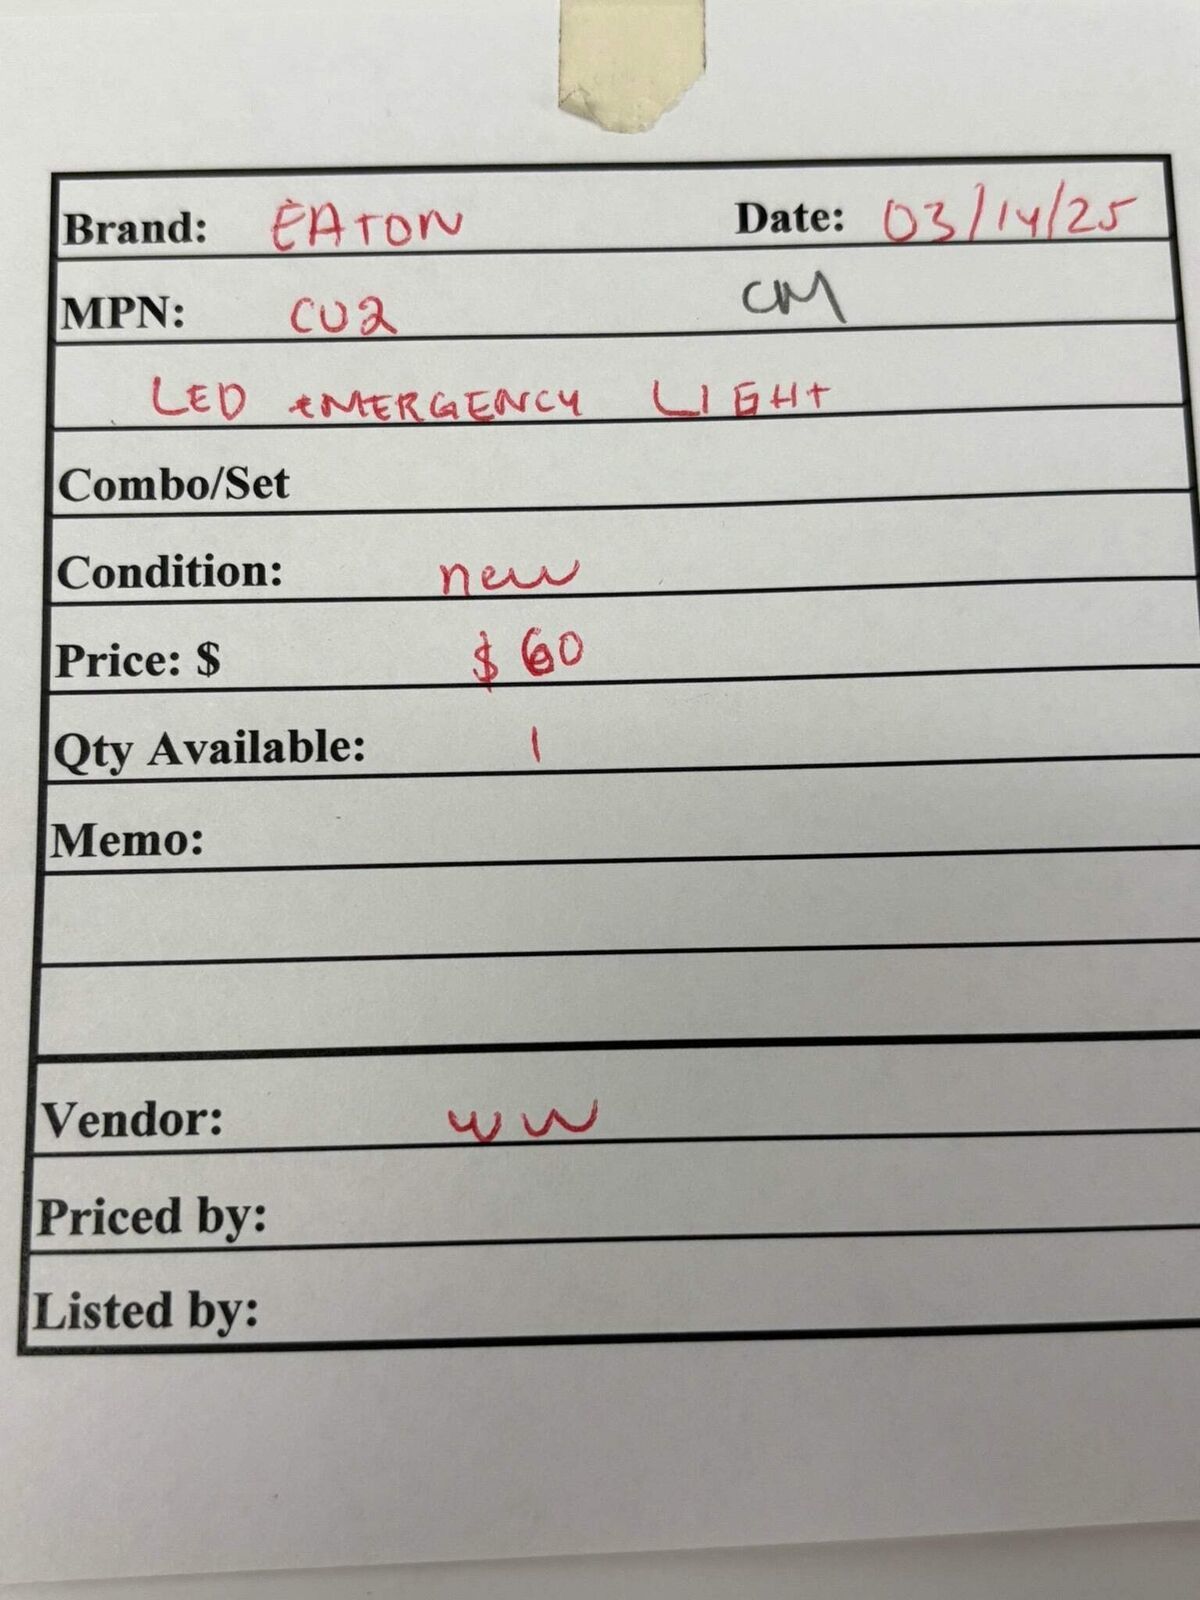 Brand: EATON Date: 03/14/25
MPN: CU2 CM
LED EMERGENCY LIGHT
Combo/Set
Condition: new
Price: $ $60
Qty Available: 1
Memo:
Vendor: WW
Priced by:
Listed by: